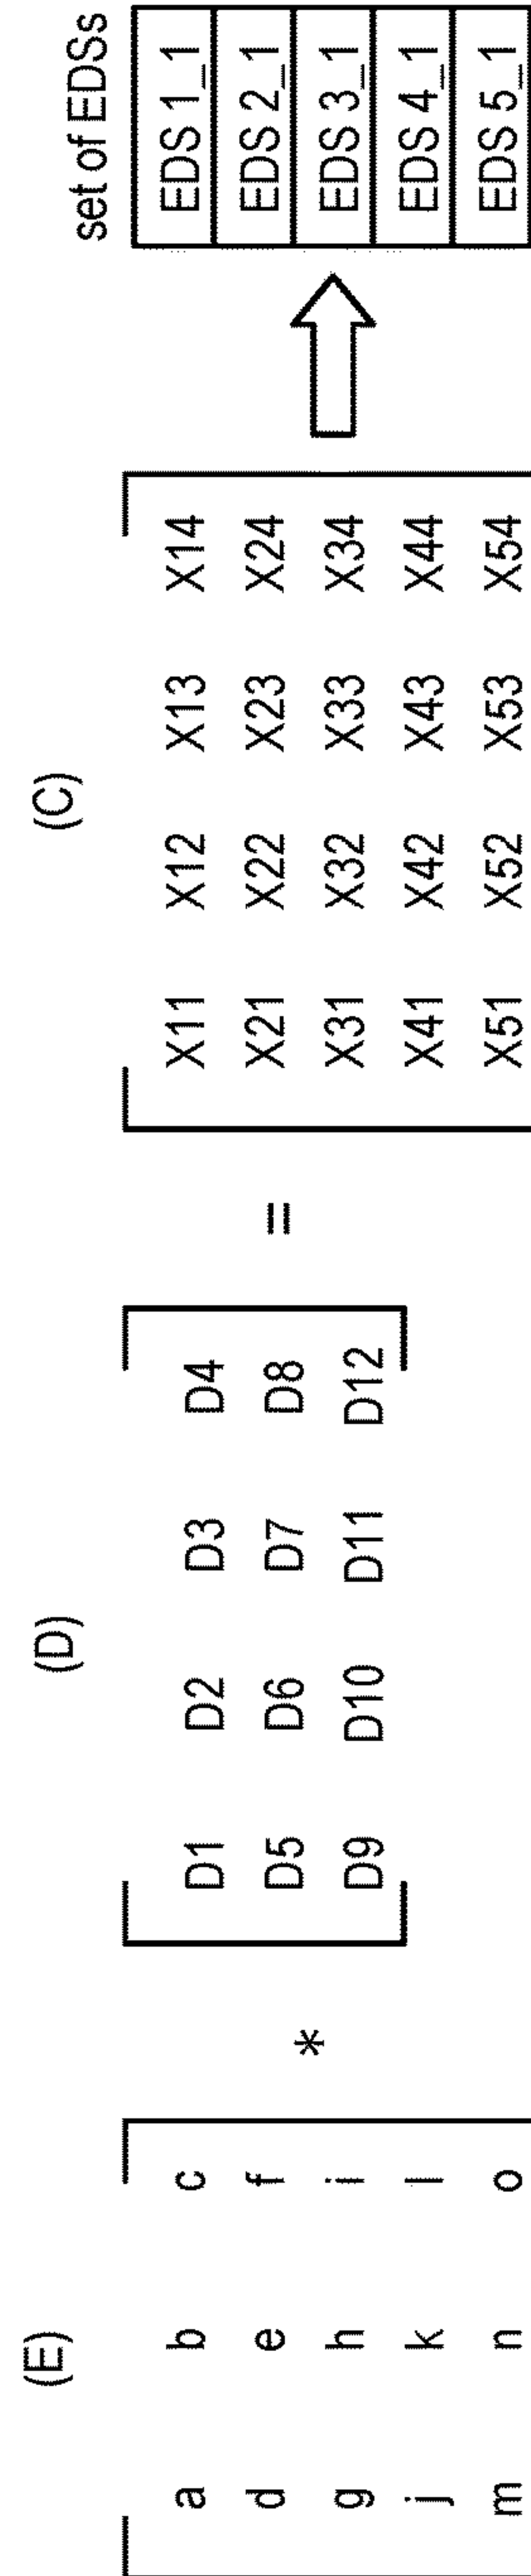 (E) (D) (C) set of EDSs
a b c
d e f
g h i
j k l
m n o
*
D1 D2 D3 D4
D5 D6 D7 D8
D9 D10 D11 D12
=
X11 X12 X13 X14
X21 X22 X23 X24
X31 X32 X33 X34
X41 X42 X43 X44
X51 X52 X53 X54
EDS 1_1
EDS 2_1
EDS 3_1
EDS 4_1
EDS 5_1